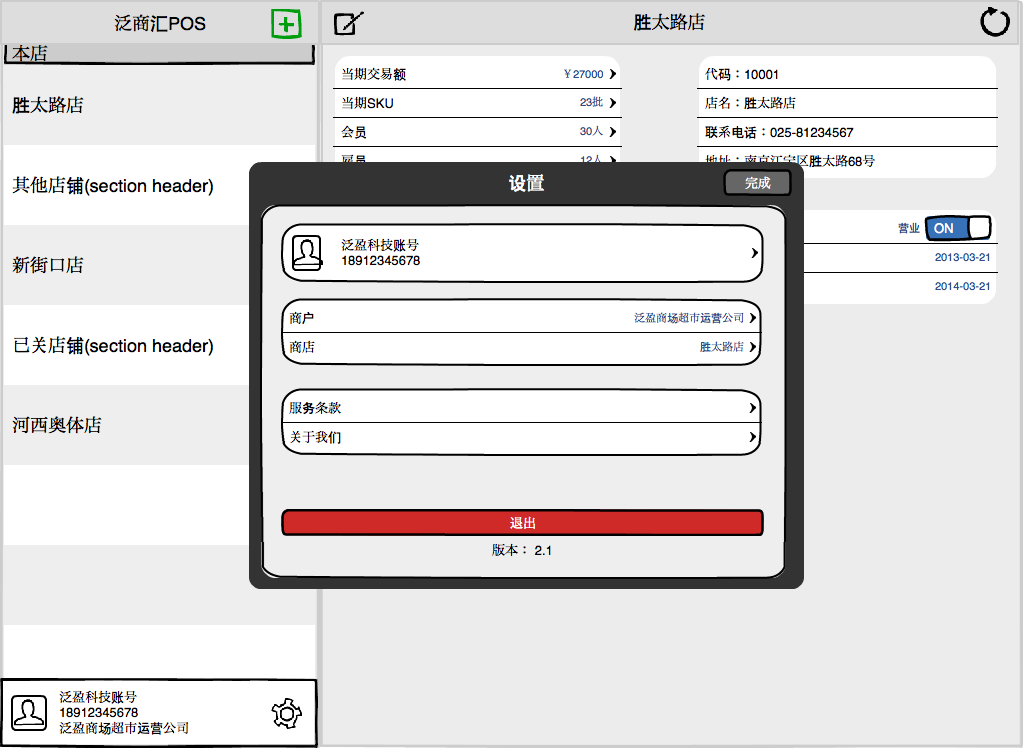 泛商汇POS
本店
胜太路店
其他店铺(section header)
新街口店
已关店铺(section header)
河西奥体店
泛盈科技账号
18912345678
泛盈商场超市运营公司
胜太路店
当期交易额 ￥27000
当期SKU 23批
会员 30人
雇员 12人
代码：10001
店名：胜太路店
联系电话：025-81234567
地址：南京江宁区胜太路68号
营业 ON
2013-03-21
2014-03-21
设置
完成
泛盈科技账号
18912345678
商户 泛盈商场超市运营公司
商店 胜太路店
服务条款
关于我们
退出
版本： 2.1